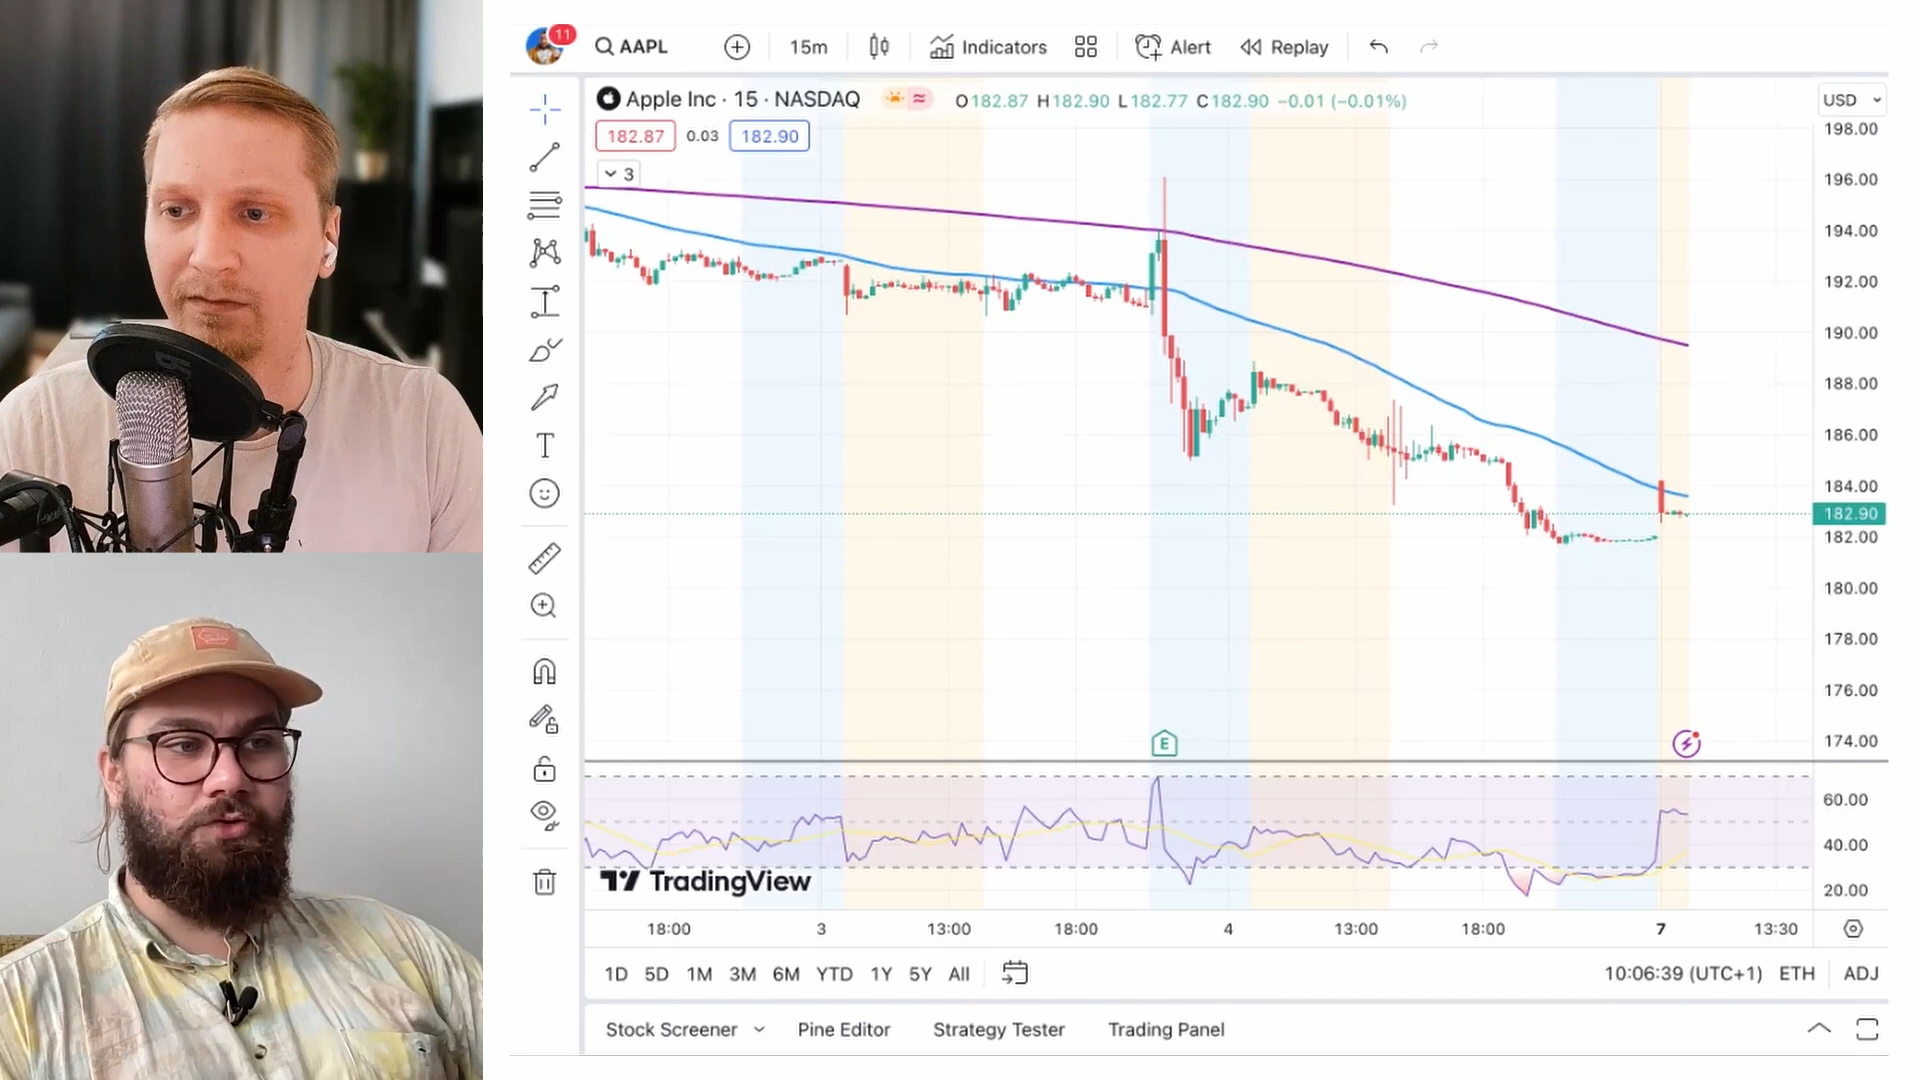 11
AAPL
15m
Indicators
Alert
Replay
Apple Inc · 15 · NASDAQ
O182.87 H182.90 L182.77 C182.90 −0.01 (−0.01%)
USD
182.87
0.03
182.90
3
198.00
196.00
194.00
192.00
190.00
188.00
186.00
184.00
182.90
182.00
180.00
178.00
176.00
174.00
E
60.00
40.00
20.00
TradingView
18:00
3
13:00
18:00
4
13:00
18:00
7
13:30
1D 5D 1M 3M 6M YTD 1Y 5Y All
10:06:39 (UTC+1) ETH ADJ
Stock Screener
Pine Editor
Strategy Tester
Trading Panel